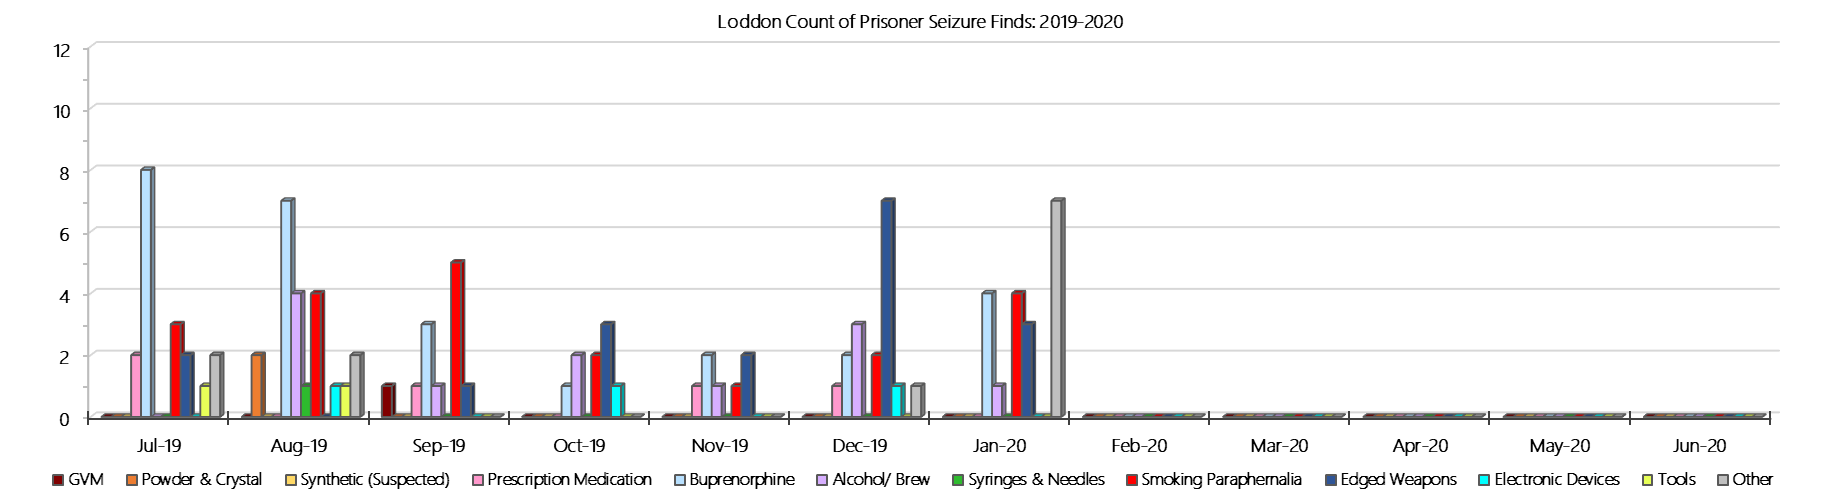 Loddon Count of Prisoner Seizure Finds: 2019-2020
12
10
8
6
4
2
0
Jul-19 Aug-19 Sep-19 Oct-19 Nov-19 Dec-19 Jan-20 Feb-20 Mar-20 Apr-20 May-20 Jun-20
GVM Powder & Crystal Synthetic (Suspected) Prescription Medication Buprenorphine Alcohol/ Brew Syringes & Needles Smoking Paraphernalia Edged Weapons Electronic Devices Tools Other